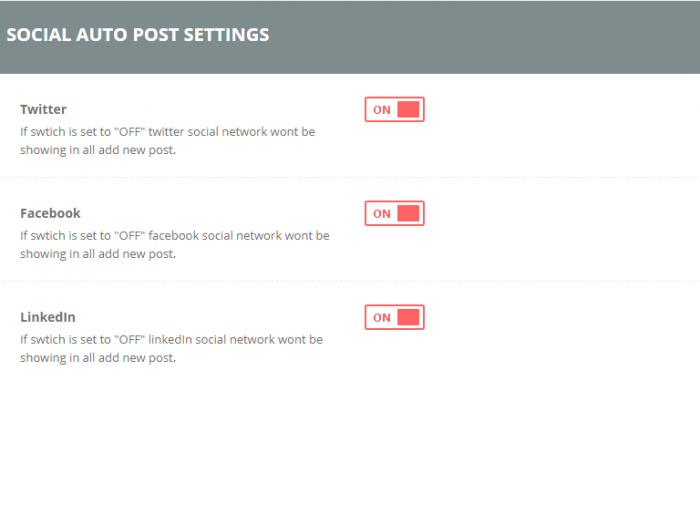 SOCIAL AUTO POST SETTINGS
Twitter
ON
If swtich is set to "OFF" twitter social network wont be
showing in all add new post.
Facebook
ON
If swtich is set to "OFF" facebook social network wont be
showing in all add new post.
LinkedIn
ON
If swtich is set to "OFF" linkedIn social network wont be
showing in all add new post.